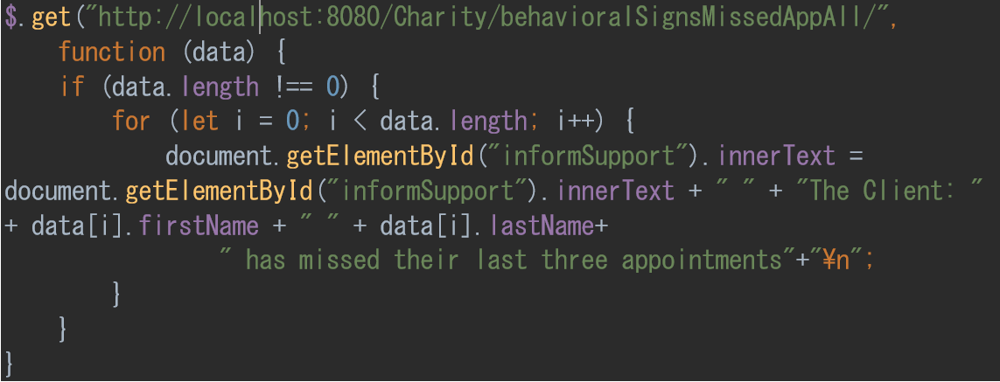 $.get("http://localhost:8080/Charity/behavioralSignsMissedAppAll/",
    function (data) {
    if (data.length !== 0) {
        for (let i = 0; i < data.length; i++) {
            document.getElementById("informSupport").innerText =
document.getElementById("informSupport").innerText + " " + "The Client: "
+ data[i].firstName + " " + data[i].lastName+
                " has missed their last three appointments"+"¥n";
        }
    }
}